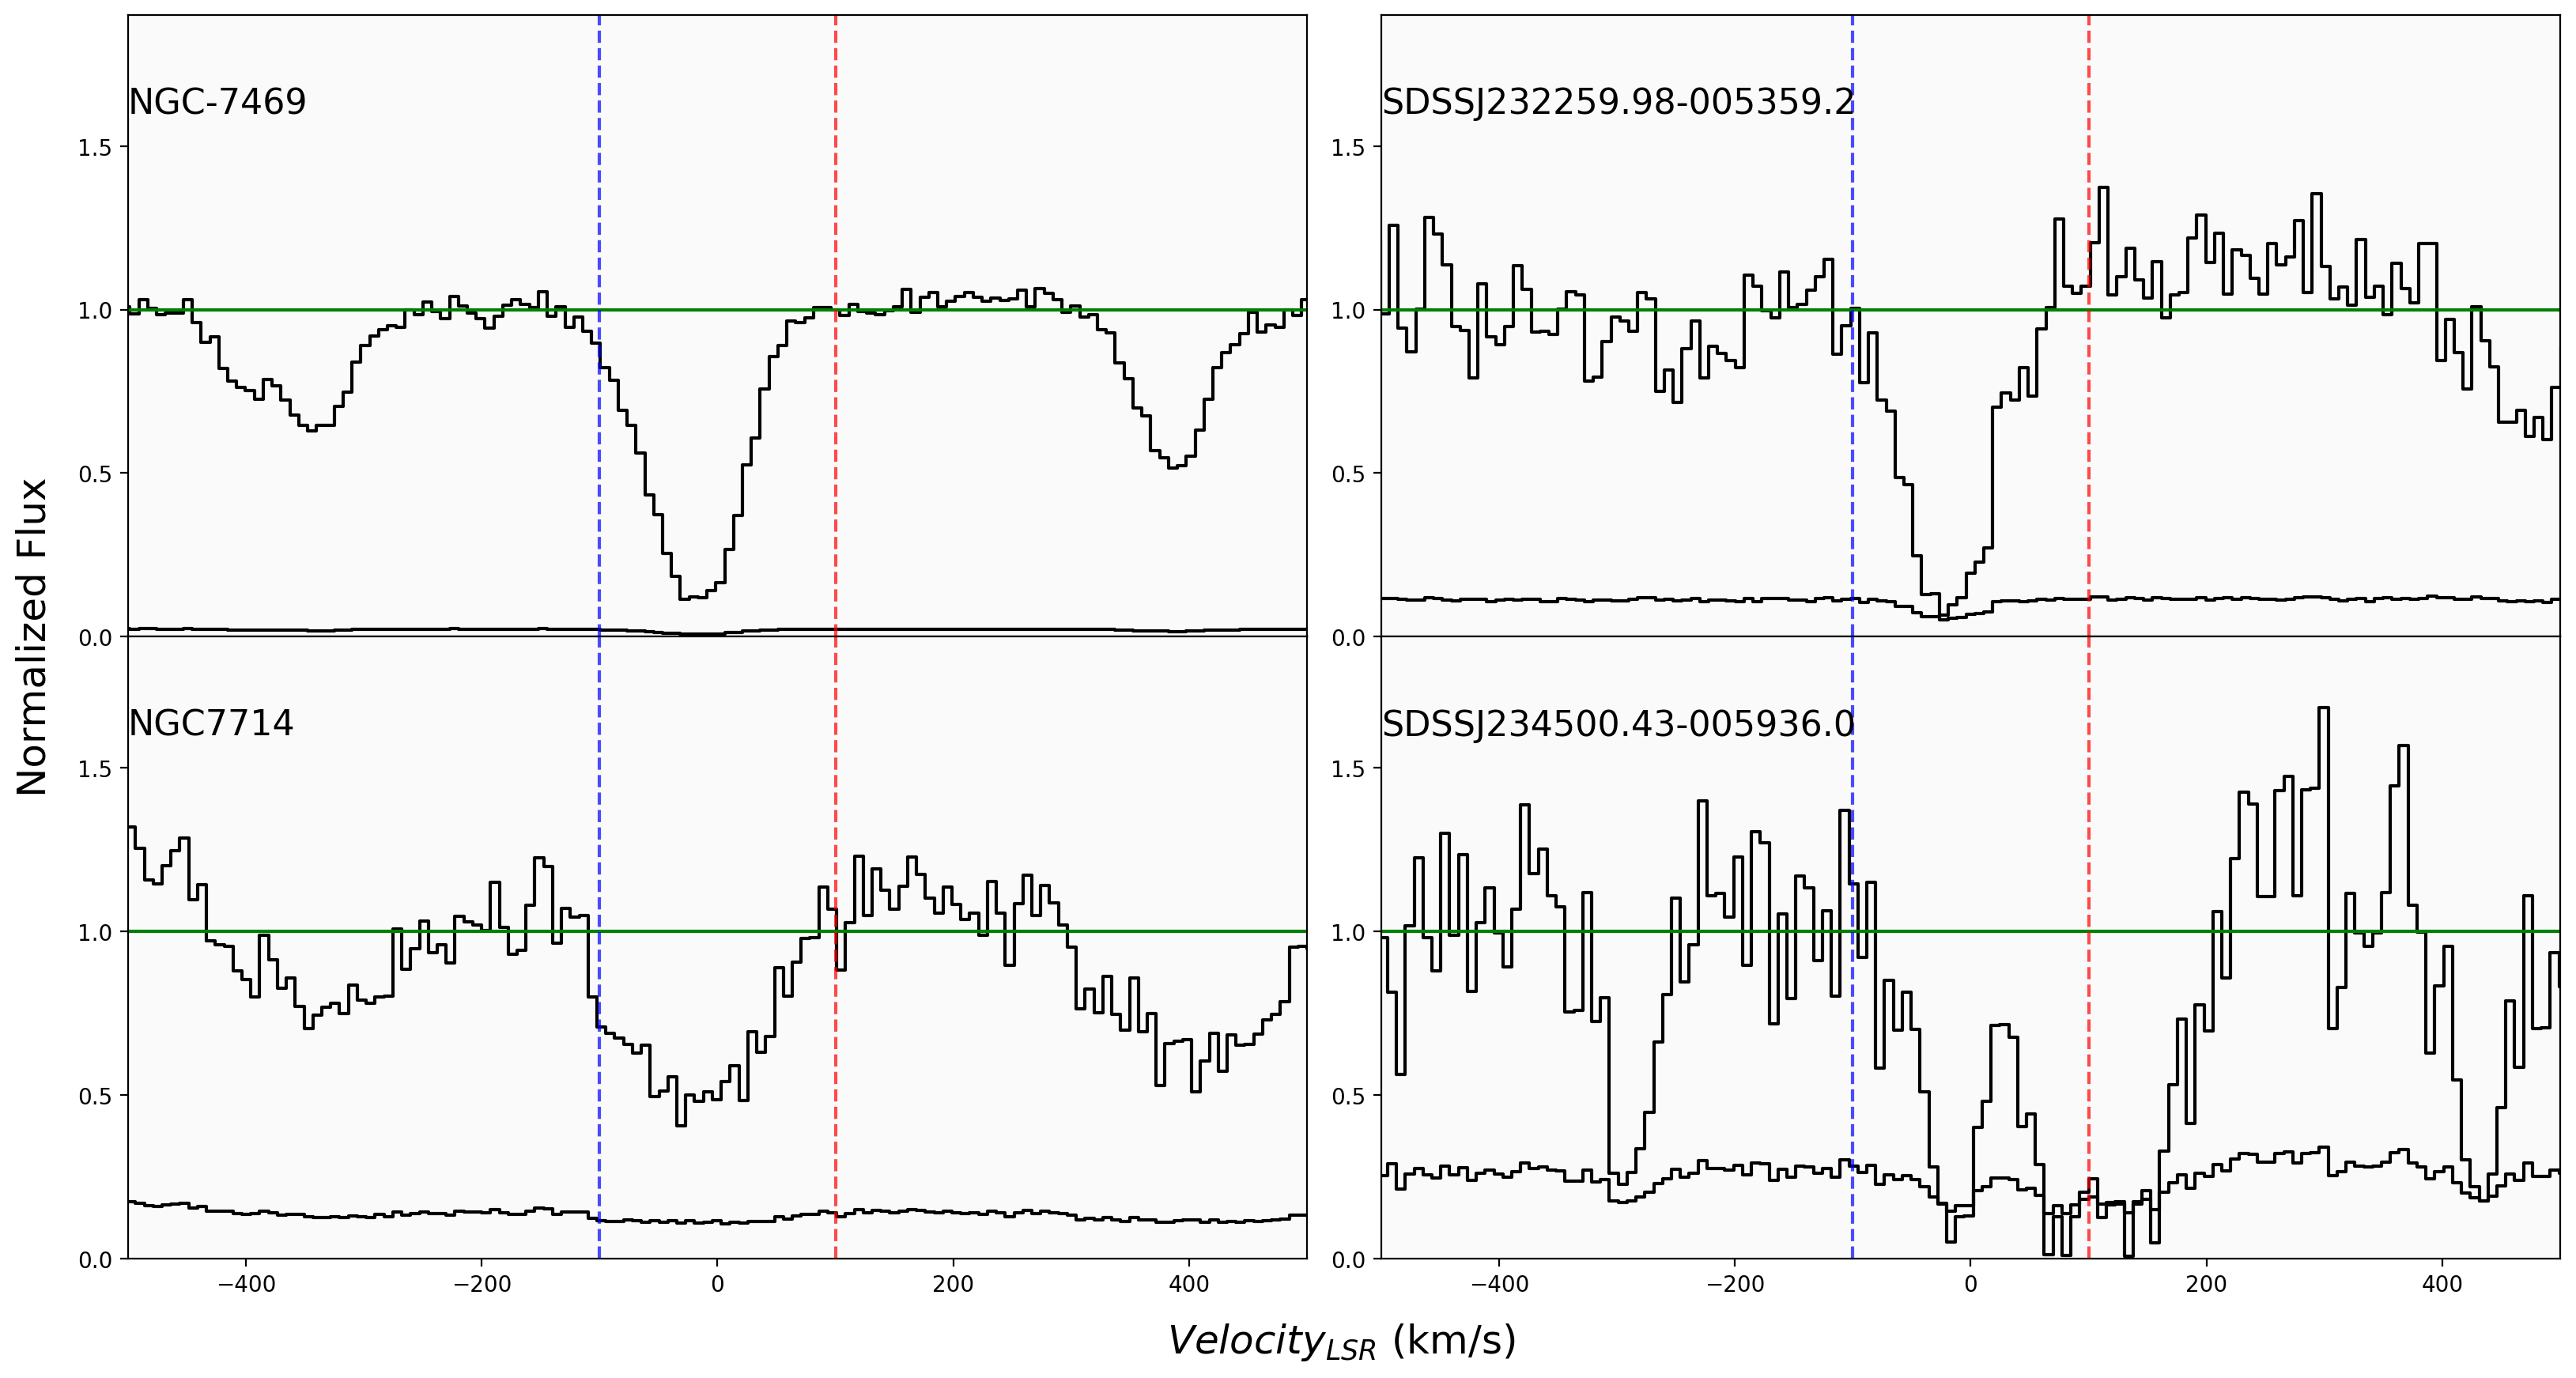 NGC-7469
1.5
1.0
0.5
0.0
SDSSJ232259.98-005359.2
1.5
1.0
0.5
0.0
Normalized Flux
NGC7714
1.5
1.0
0.5
0.0
−400 −200 0 200 400
SDSSJ234500.43-005936.0
1.5
1.0
0.5
0.0
−400 −200 0 200 400
Velocity_LSR (km/s)